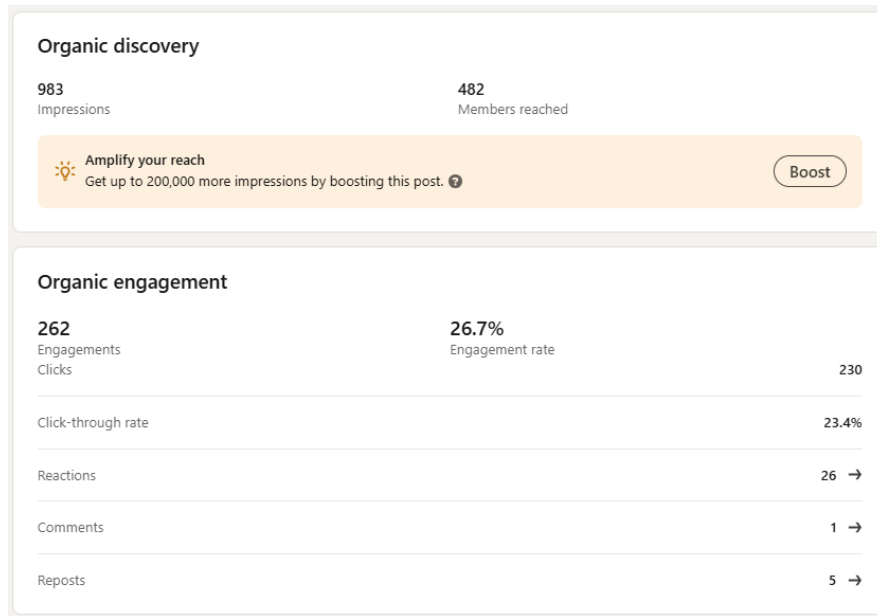 Organic discovery
983
Impressions
482
Members reached
Amplify your reach
Get up to 200,000 more impressions by boosting this post. ?
Boost
Organic engagement
262
Engagements
26.7%
Engagement rate
Clicks 230
Click-through rate 23.4%
Reactions 26 →
Comments 1 →
Reposts 5 →